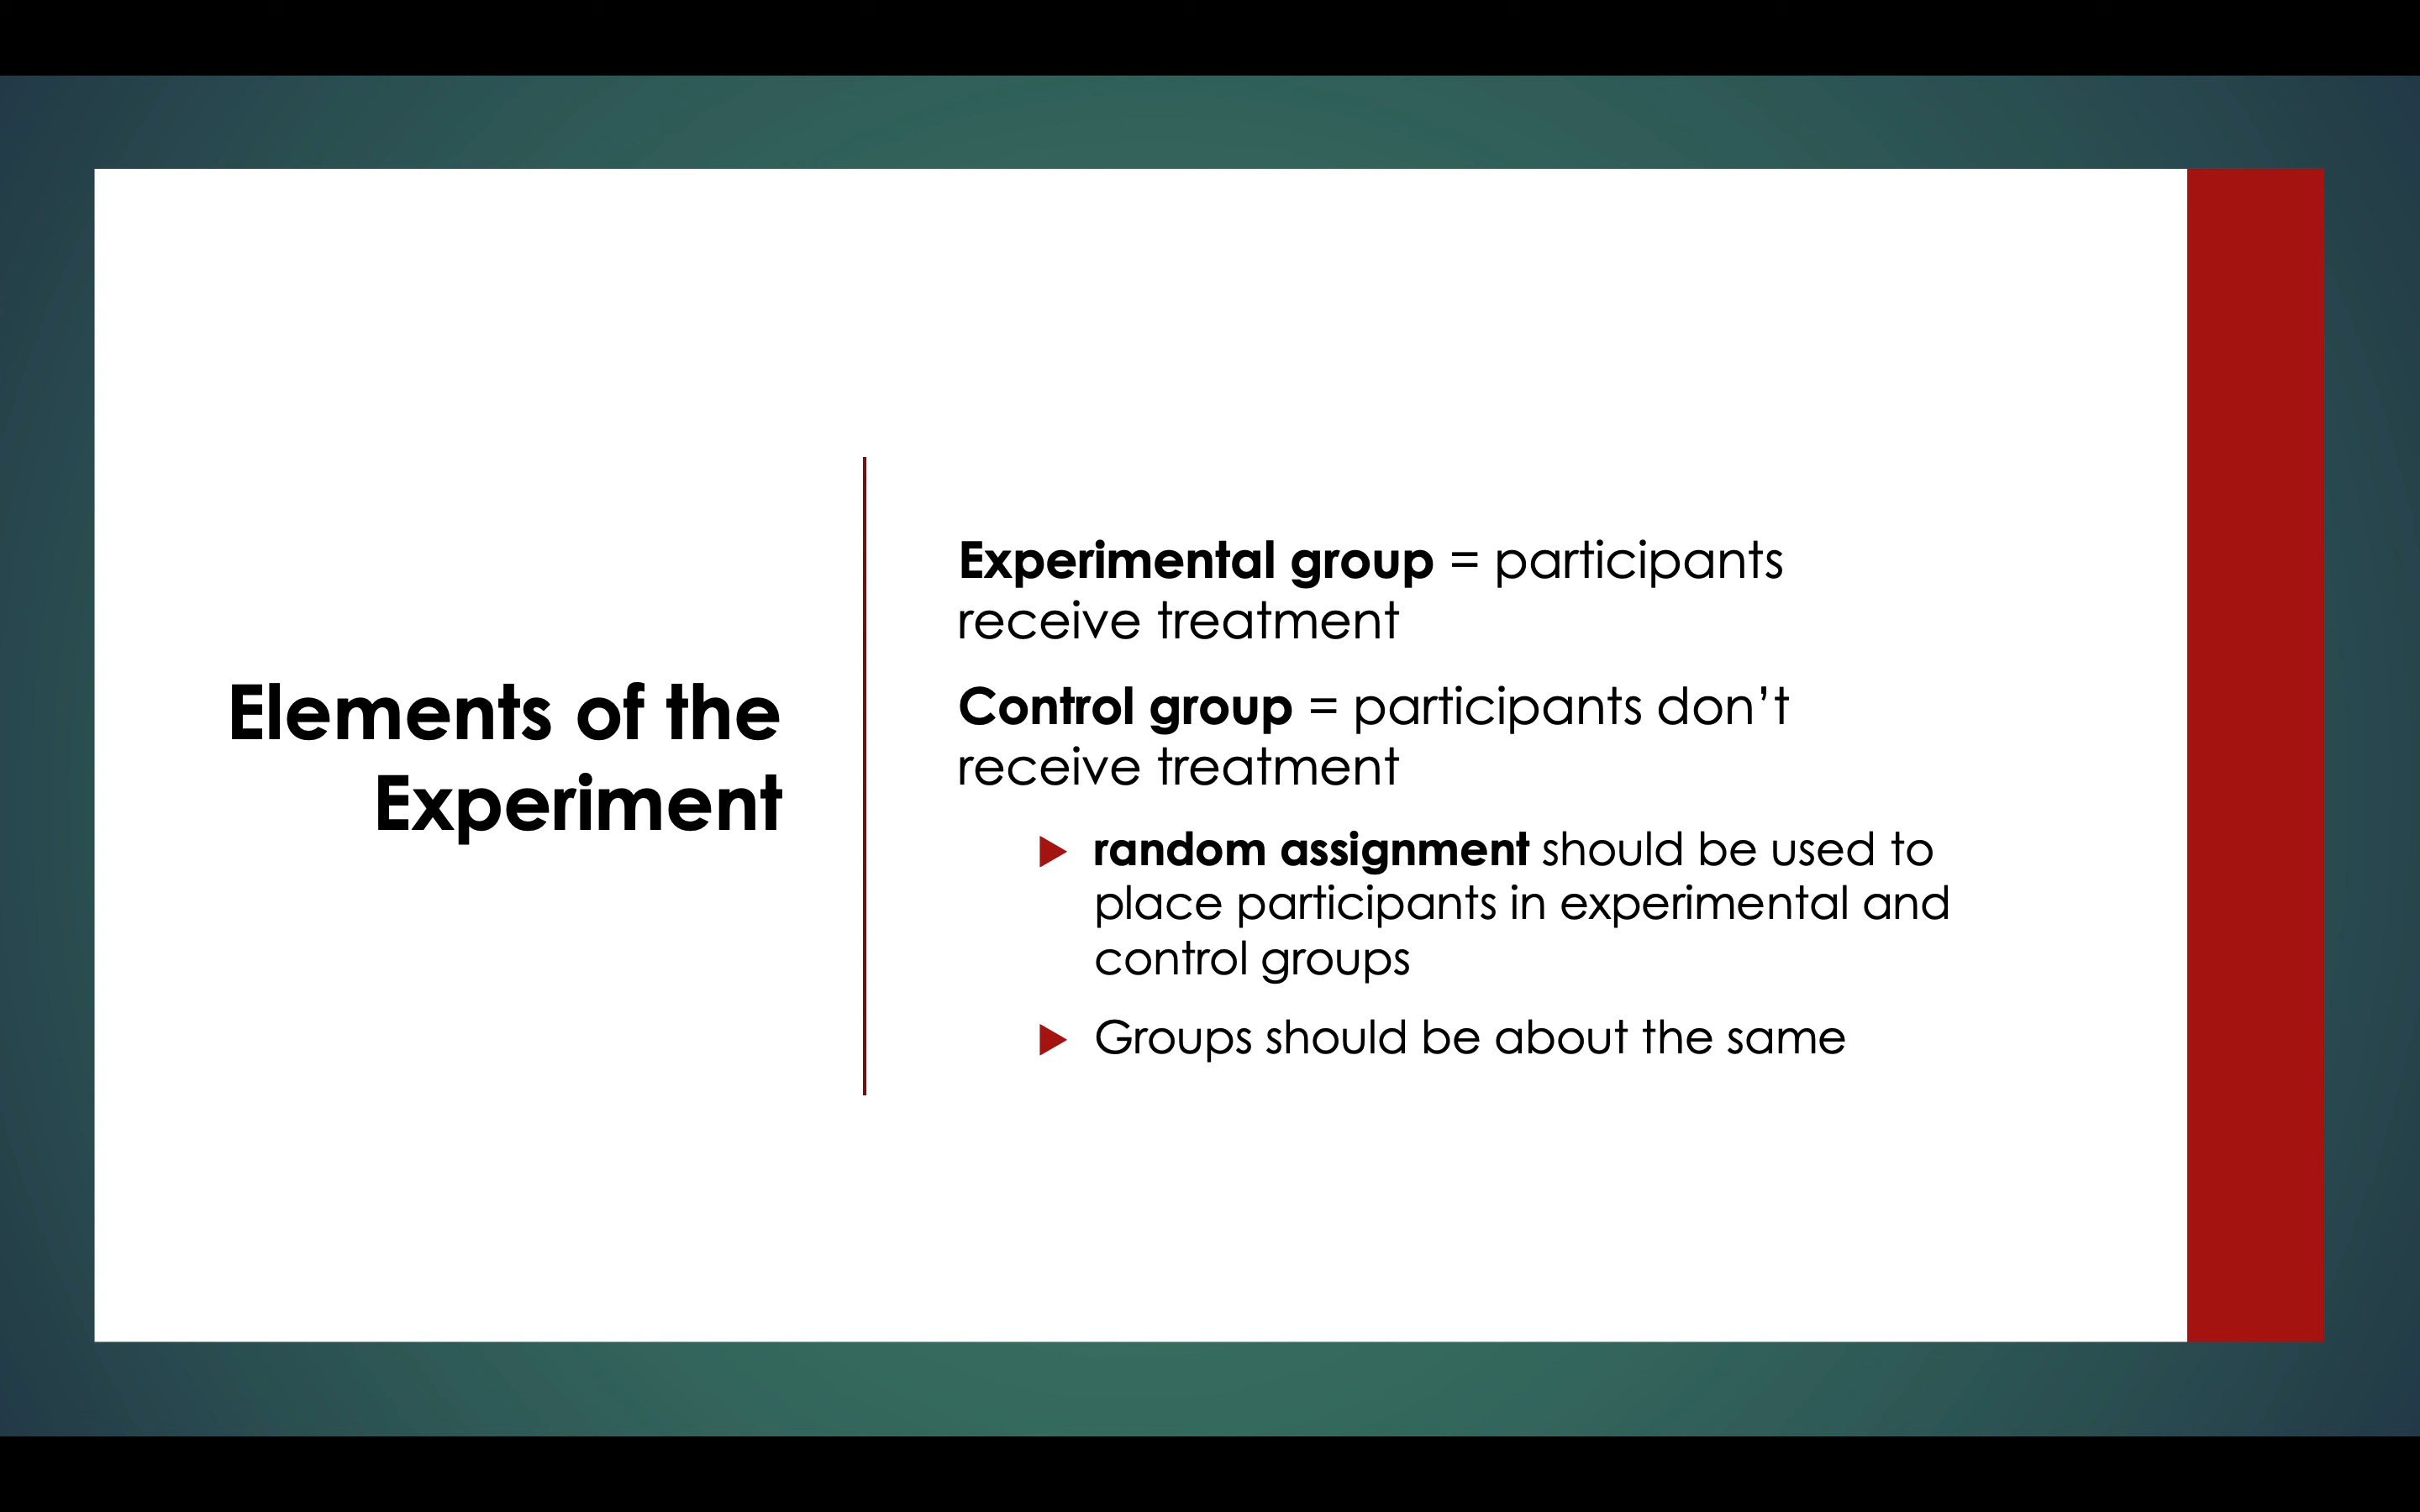 Elements of the
Experiment
Experimental group = participants
receive treatment
Control group = participants don’t
receive treatment
random assignment should be used to
place participants in experimental and
control groups
Groups should be about the same